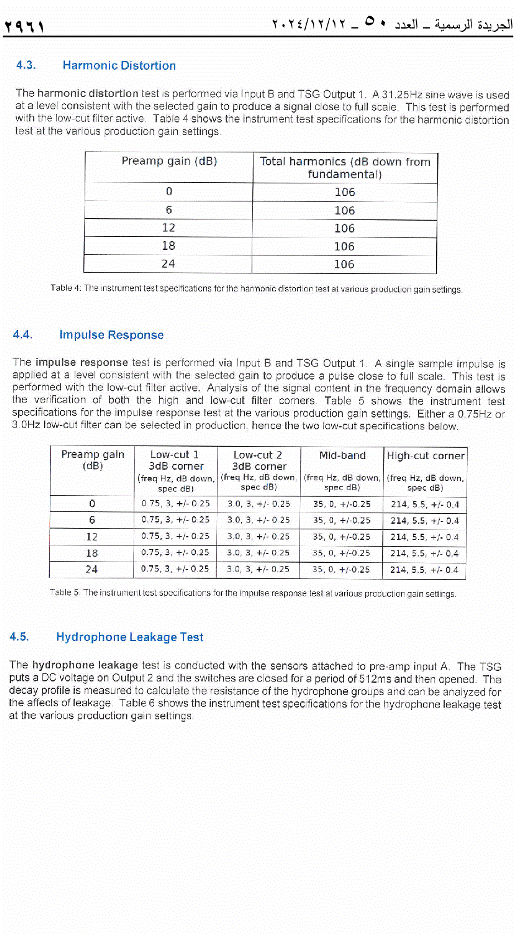 الجريدة الرسمية – العدد ٥٠ – ٢٠٢٤/١٢/١٢ ٢٩٦١
4.3. Harmonic Distortion
The harmonic distortion test is performed via Input B and TSG Output 1. A 31.25Hz sine wave is used
at a level consistent with the selected gain to produce a signal close to full scale. This test is performed
with the low-cut filter active. Table 4 shows the instrument test specifications for the harmonic distortion
test at the various production gain settings.
Preamp gain (dB) Total harmonics (dB down from
fundamental)
0 106
6 106
12 106
18 106
24 106
Table 4: The instrument test specifications for the harmonic distortion test at various production gain settings.
4.4. Impulse Response
The impulse response test is performed via Input B and TSG Output 1. A single sample impulse is
applied at a level consistent with the selected gain to produce a pulse close to full scale. This test is
performed with the low-cut filter active. Analysis of the signal content in the frequency domain allows
the verification of both the high and low-cut filter corners. Table 5 shows the instrument test
specifications for the impulse response test at the various production gain settings. Either a 0.75Hz or
3.0Hz low-cut filter can be selected in production, hence the two low-cut specifications below.
Preamp gain Low-cut 1 Low-cut 2 Mid-band High-cut corner
(dB) 3dB corner 3dB corner
(freq Hz, dB down, (freq Hz, dB down, (freq Hz, dB down, (freq Hz, dB down,
spec dB) spec dB) spec dB) spec dB)
0 0.75, 3, +/- 0.25 3.0, 3, +/- 0.25 35, 0, +/-0.25 214, 5.5, +/- 0.4
6 0.75, 3, +/- 0.25 3.0, 3, +/- 0.25 35, 0, +/-0.25 214, 5.5, +/- 0.4
12 0.75, 3, +/- 0.25 3.0, 3, +/- 0.25 35, 0, +/-0.25 214, 5.5, +/- 0.4
18 0.75, 3, +/- 0.25 3.0, 3, +/- 0.25 35, 0, +/-0.25 214, 5.5, +/- 0.4
24 0.75, 3, +/- 0.25 3.0, 3, +/- 0.25 35, 0, +/-0.25 214, 5.5, +/- 0.4
Table 5: The instrument test specifications for the impulse response test at various production gain settings.
4.5. Hydrophone Leakage Test
The hydrophone leakage test is conducted with the sensors attached to pre-amp input A. The TSG
puts a DC voltage on Output 2 and the switches are closed for a period of 512ms and then opened. The
decay profile is measured to calculate the resistance of the hydrophone groups and can be analyzed for
the affects of leakage. Table 6 shows the instrument test specifications for the hydrophone leakage test
at the various production gain settings.